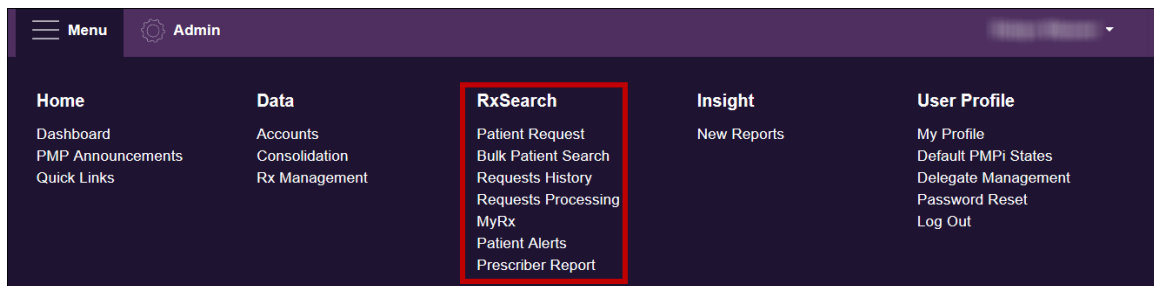 Menu
Admin
Home
Dashboard
PMP Announcements
Quick Links
Data
Accounts
Consolidation
Rx Management
RxSearch
Patient Request
Bulk Patient Search
Requests History
Requests Processing
MyRx
Patient Alerts
Prescriber Report
Insight
New Reports
User Profile
My Profile
Default PMPi States
Delegate Management
Password Reset
Log Out